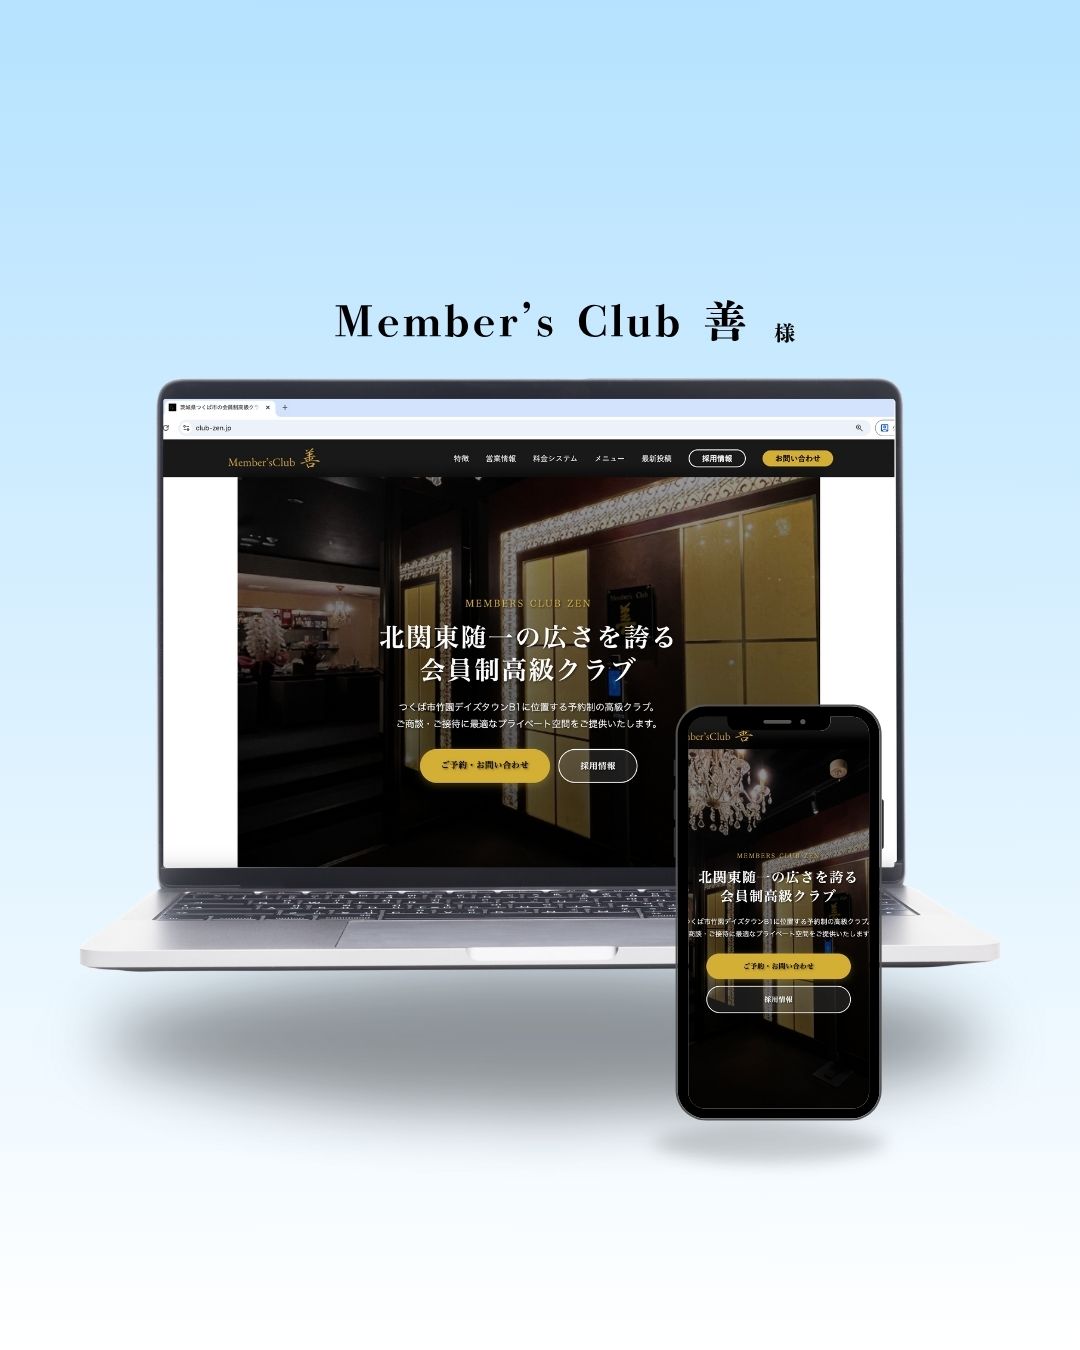 Member’s Club 善 様
茨城県つくば市の会員制高級クラ
club-zen.jp
Member'sClub 善
特徴 営業情報 料金システム メニュー 最新投稿 採用情報 お問い合わせ
MEMBERS CLUB ZEN
北関東随一の広さを誇る
会員制高級クラブ
つくば市竹園デイズタウンB1に位置する予約制の高級クラブ。
ご商談・ご接待に最適なプライベート空間をご提供いたします。
ご予約・お問い合わせ 採用情報
ber'sClub 善
MEMBERS CLUB ZEN
北関東随一の広さを誇る
会員制高級クラブ
つくば市竹園デイズタウンB1に位置する予約制の高級クラブ。
商談・ご接待に最適なプライベート空間をご提供いたします
ご予約・お問い合わせ
採用情報